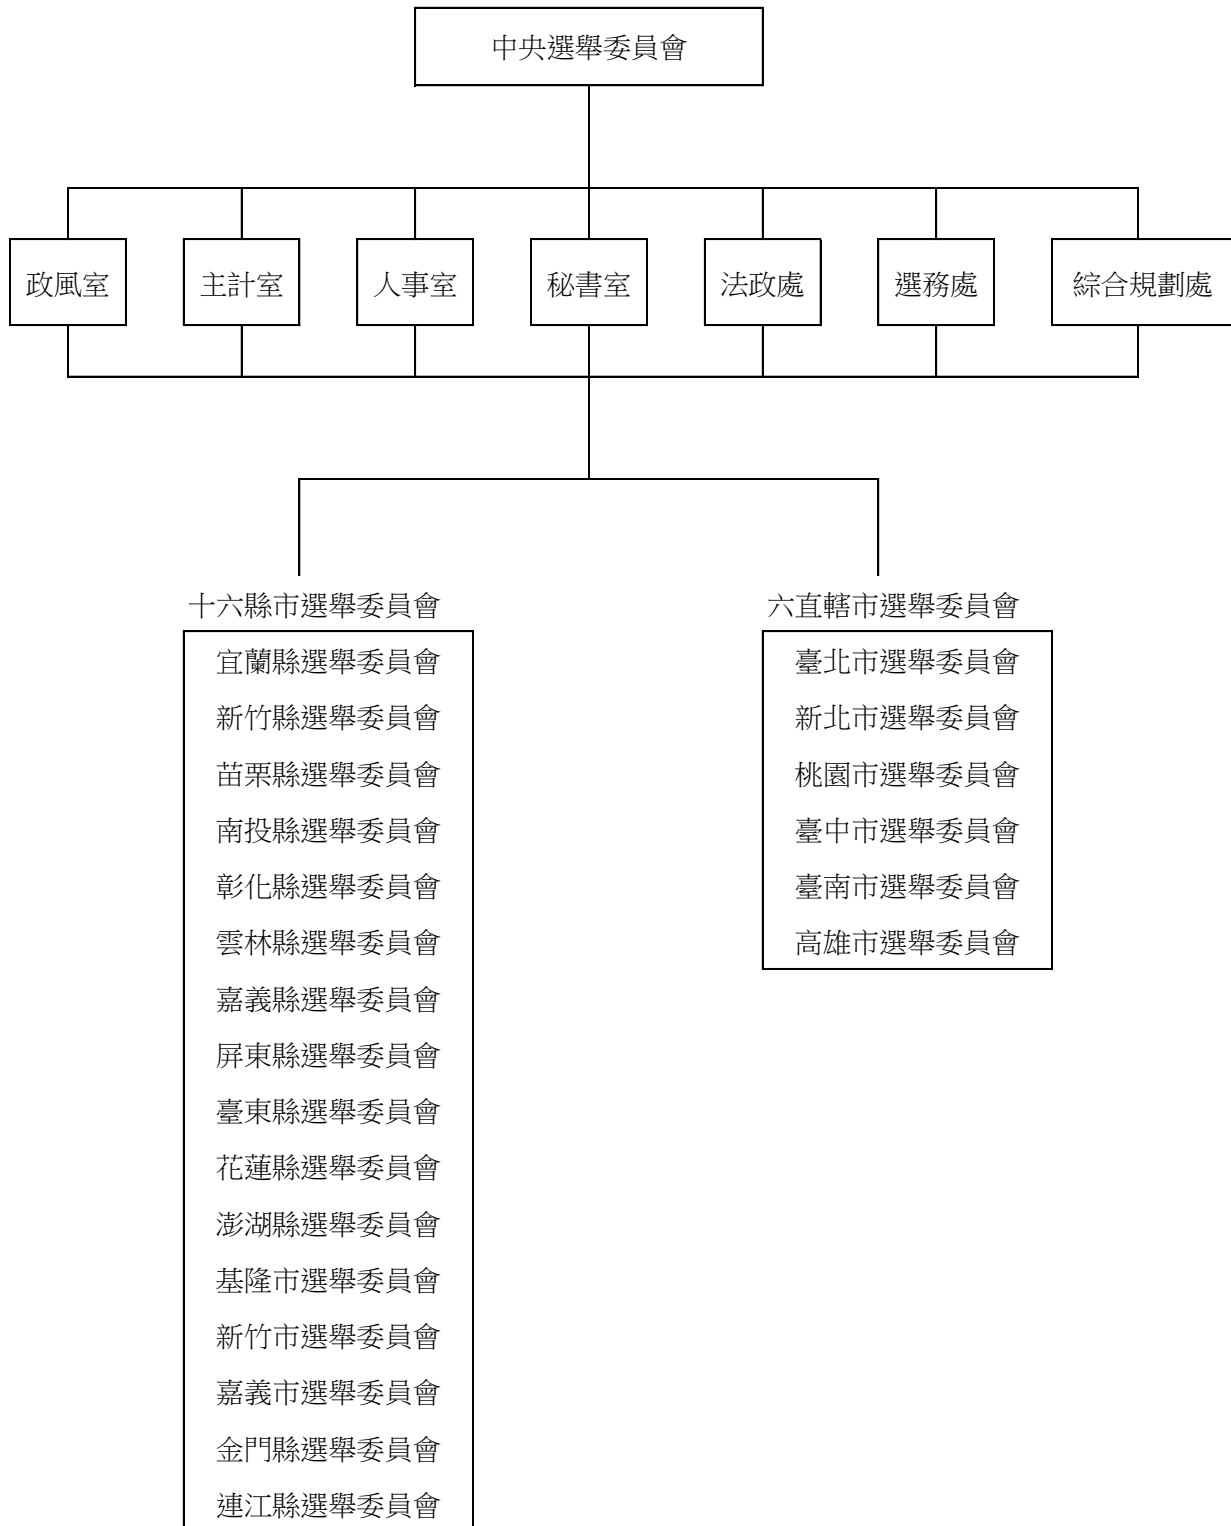 中央選舉委員會
政風室
主計室
人事室
秘書室
法政處
選務處
綜合規劃處
十六縣市選舉委員會
宜蘭縣選舉委員會
新竹縣選舉委員會
苗栗縣選舉委員會
南投縣選舉委員會
彰化縣選舉委員會
雲林縣選舉委員會
嘉義縣選舉委員會
屏東縣選舉委員會
臺東縣選舉委員會
花蓮縣選舉委員會
澎湖縣選舉委員會
基隆市選舉委員會
新竹市選舉委員會
嘉義市選舉委員會
金門縣選舉委員會
連江縣選舉委員會
六直轄市選舉委員會
臺北市選舉委員會
新北市選舉委員會
桃園市選舉委員會
臺中市選舉委員會
臺南市選舉委員會
高雄市選舉委員會